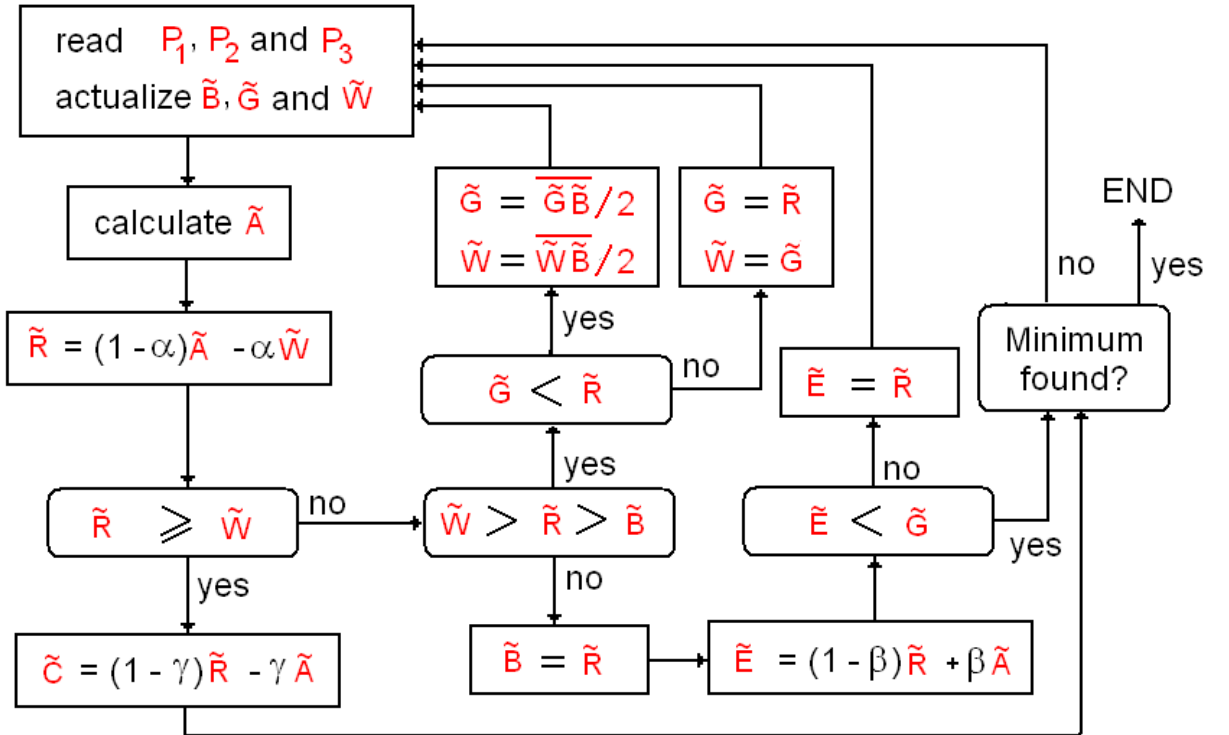 read P₁, P₂ and P₃
actualize B̃, G̃ and W̃
calculate Ã
R̃ = (1 - α)Ã - αW̃
R̃ ⩾ W̃
no
yes
C̃ = (1 - γ)R̃ - γÃ
W̃ > R̃ > B̃
yes
no
G̃ < R̃
yes
no
G̃ = G̅̃B̅̃/2
W̃ = W̅̃B̅̃/2
G̃ = R̃
W̃ = G̃
B̃ = R̃
Ẽ = (1 - β)R̃ + βÃ
Ẽ < G̃
no
yes
Ẽ = R̃
Minimum
found?
no
yes
END